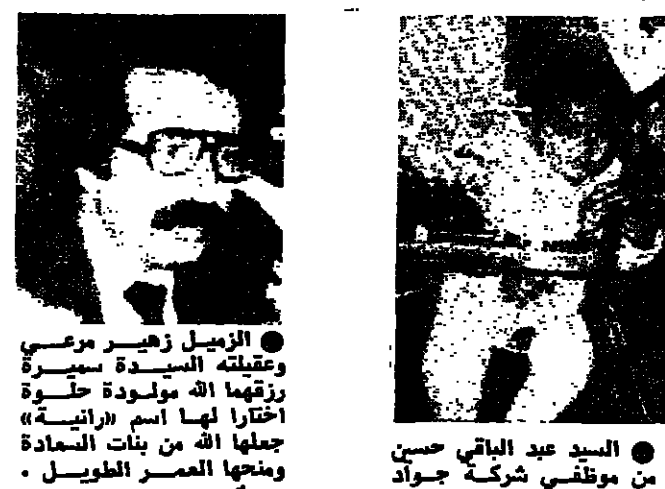 ● السيد عبد الباقي حسين
من موظفي شركة جواد
● الزميل زهير مرعي
وعقيلته السيدة سميرة
رزقهما الله مولودة حلوة
اختارا لها اسم «رانية»
جعلها الله من بنات السعادة
ومنحها العمر الطويل .